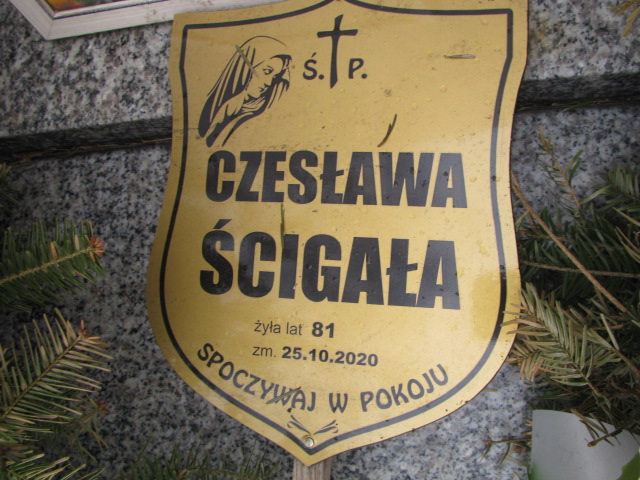 Ś. P.
CZESŁAWA
ŚCIGAŁA
żyła lat 81
zm. 25.10.2020
SPOCZYWAJ W POKOJU